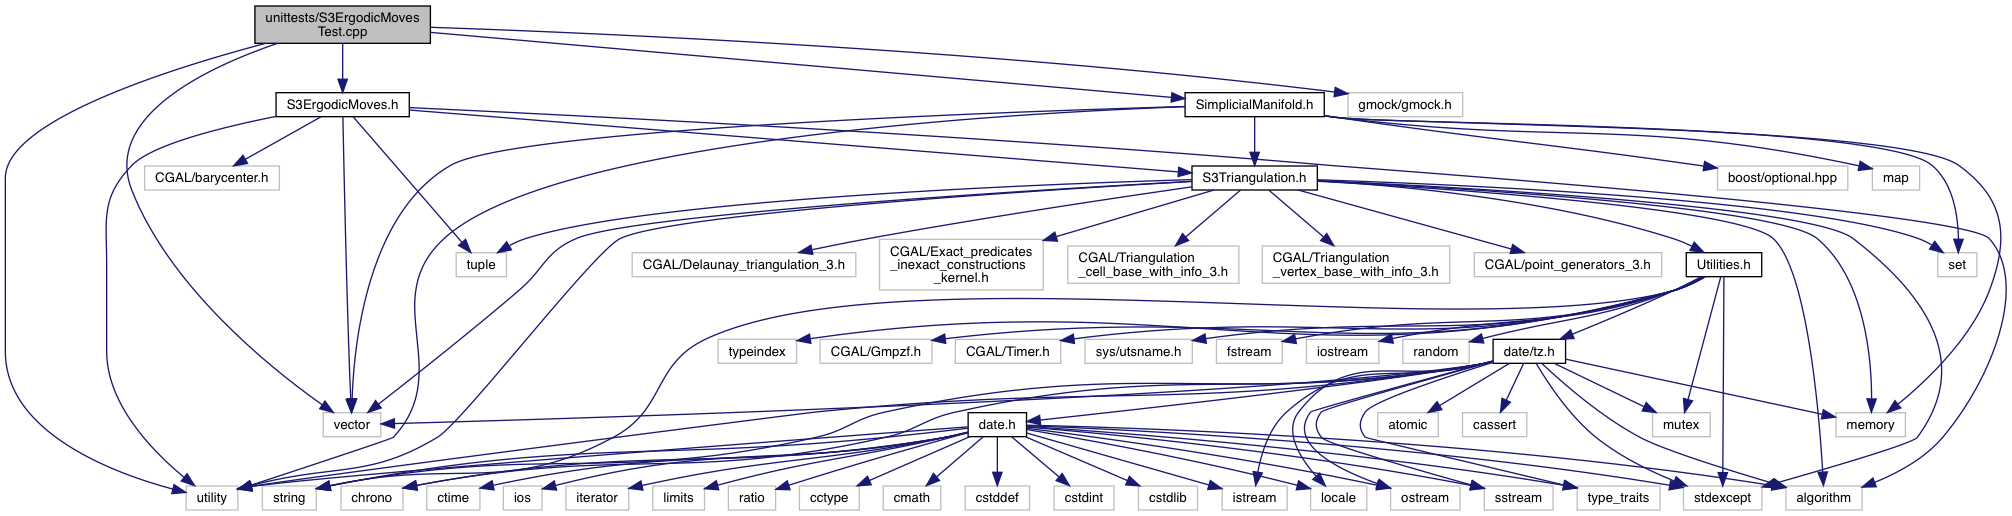 unittests/S3ErgodicMoves
Test.cpp
S3ErgodicMoves.h
SimplicialManifold.h
gmock/gmock.h
CGAL/barycenter.h
S3Triangulation.h
boost/optional.hpp
map
tuple
CGAL/Delaunay_triangulation_3.h
CGAL/Exact_predicates
_inexact_constructions
_kernel.h
CGAL/Triangulation
_cell_base_with_info_3.h
CGAL/Triangulation
_vertex_base_with_info_3.h
CGAL/point_generators_3.h
Utilities.h
set
typeindex
CGAL/Gmpzf.h
CGAL/Timer.h
sys/utsname.h
fstream
iostream
random
date/tz.h
vector
date.h
atomic
cassert
mutex
memory
utility
string
chrono
ctime
ios
iterator
limits
ratio
cctype
cmath
cstddef
cstdint
cstdlib
istream
locale
ostream
sstream
type_traits
stdexcept
algorithm